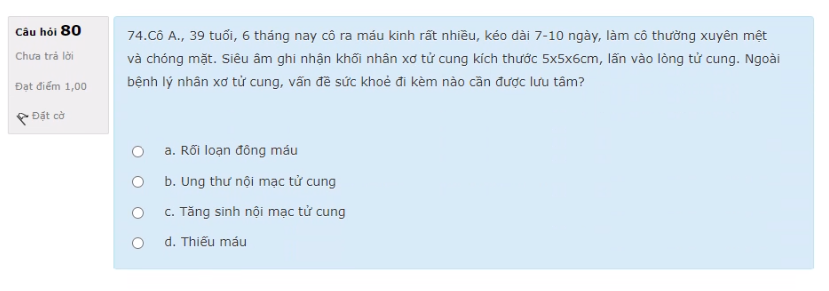 Câu hỏi 80
Chưa trả lời
Đạt điểm 1,00
Đặt cờ
74.Cô A., 39 tuổi, 6 tháng nay cô ra máu kinh rất nhiều, kéo dài 7-10 ngày, làm cô thường xuyên mệt
và chóng mặt. Siêu âm ghi nhận khối nhân xơ tử cung kích thước 5x5x6cm, lấn vào lòng tử cung. Ngoài
bệnh lý nhân xơ tử cung, vấn đề sức khoẻ đi kèm nào cần được lưu tâm?
a. Rối loạn đông máu
b. Ung thư nội mạc tử cung
c. Tăng sinh nội mạc tử cung
d. Thiếu máu